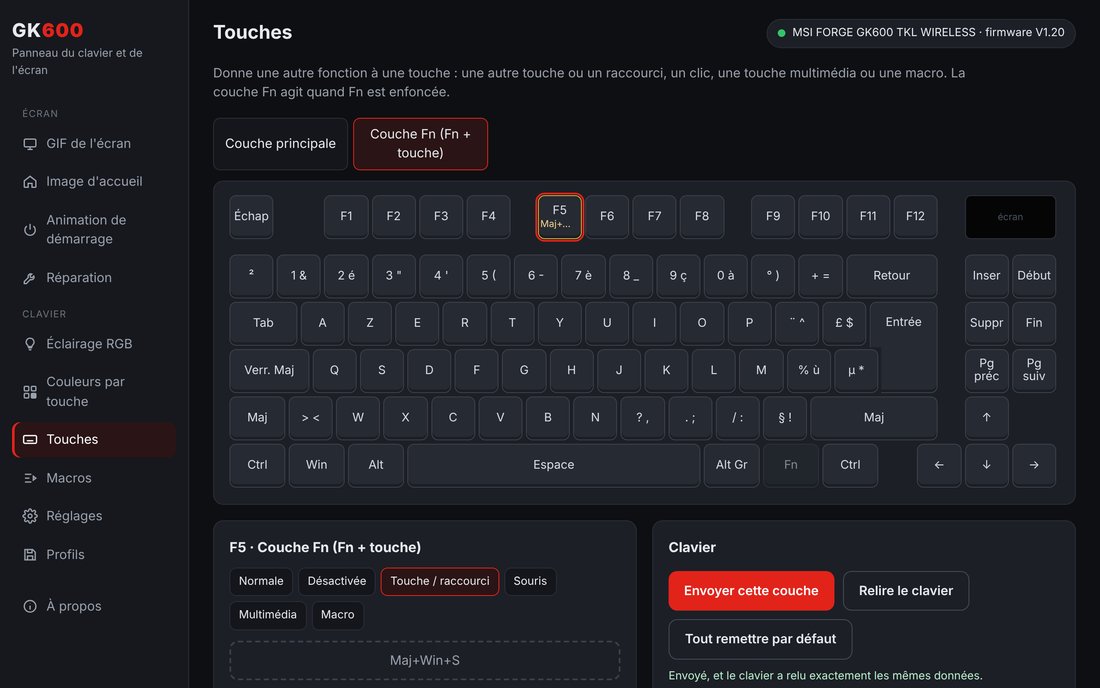 GK600
Panneau du clavier et de
l'écran
ÉCRAN
GIF de l'écran
Image d'accueil
Animation de
démarrage
Réparation
CLAVIER
Éclairage RGB
Couleurs par
touche
Touches
Macros
Réglages
Profils
À propos
Touches
MSI FORGE GK600 TKL WIRELESS · firmware V1.20
Donne une autre fonction à une touche : une autre touche ou un raccourci, un clic, une touche multimédia ou une macro. La
couche Fn agit quand Fn est enfoncée.
Couche principale
Couche Fn (Fn +
touche)
Échap F1 F2 F3 F4 F5 F6 F7 F8 F9 F10 F11 F12 écran
Maj+...
² 1 & 2 é 3 " 4 ' 5 ( 6 - 7 è 8 _ 9 ç 0 à ° ) + = Retour Inser Début
Tab A Z E R T Y U I O P ¨ ^ £ $ Entrée Suppr Fin
Verr. Maj Q S D F G H J K L M % ù µ * Pg préc Pg suiv
Maj > < W X C V B N ? , . ; / : § ! Maj ↑
Ctrl Win Alt Espace Alt Gr Fn Ctrl ← ↓ →
F5 · Couche Fn (Fn + touche)
Normale Désactivée Touche / raccourci Souris
Multimédia Macro
Maj+Win+S
Clavier
Envoyer cette couche Relire le clavier
Tout remettre par défaut
Envoyé, et le clavier a relu exactement les mêmes données.